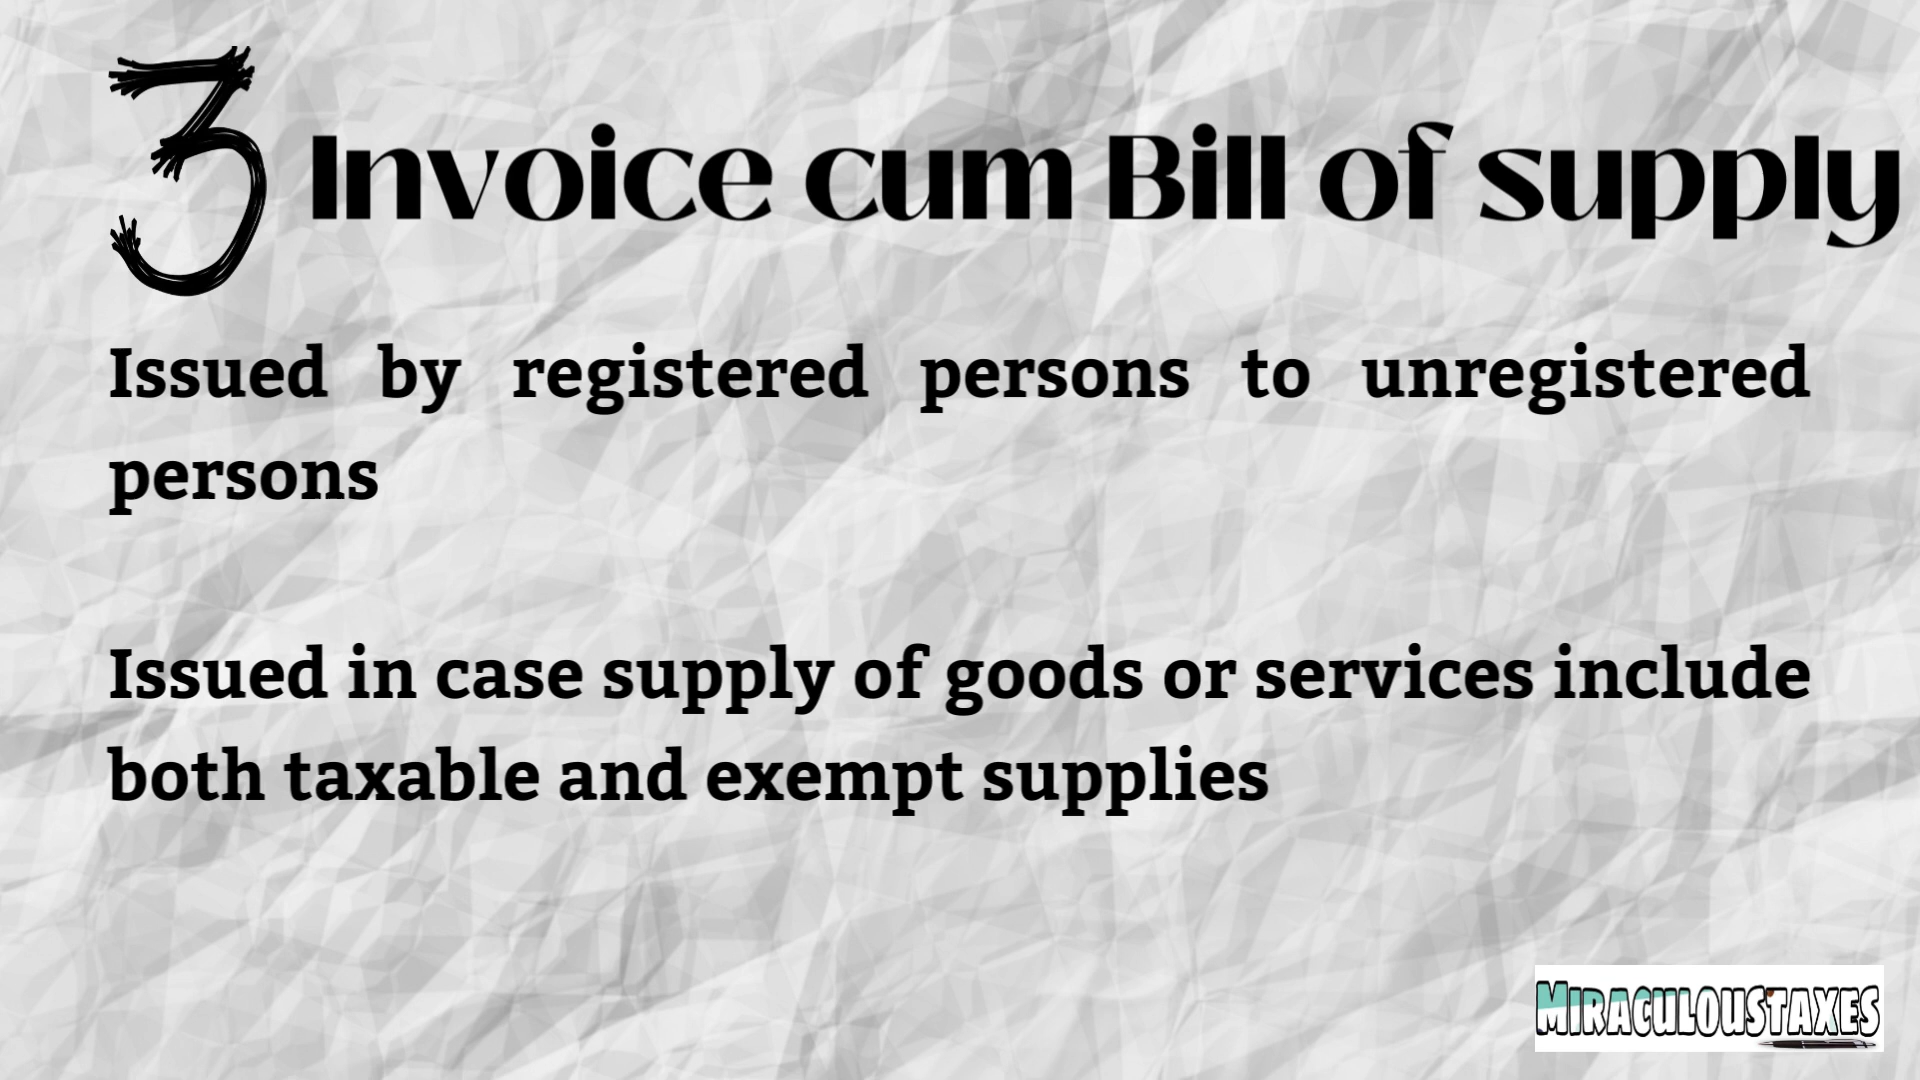 3 Invoice cum Bill of supply
Issued by registered persons to unregistered
persons
Issued in case supply of goods or services include
both taxable and exempt supplies
MIRACULOUSTAXES